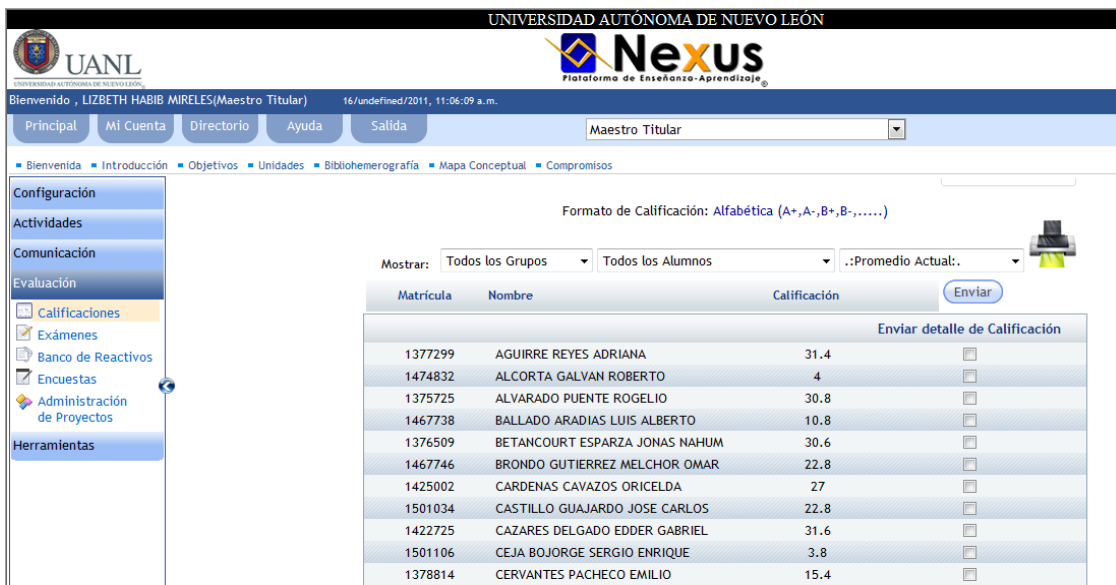 UNIVERSIDAD AUTÓNOMA DE NUEVO LEÓN
UANL
UNIVERSIDAD AUTÓNOMA DE NUEVO LEÓN®
Nexus
Plataforma de Enseñanza-Aprendizaje®
Bienvenido , LIZBETH HABIB MIRELES(Maestro Titular) 16/undefined/2011, 11:06:09 a.m.
Principal Mi Cuenta Directorio Ayuda Salida Maestro Titular
Bienvenida Introducción Objetivos Unidades Bibliohemerografía Mapa Conceptual Compromisos
Configuración
Actividades
Comunicación
Evaluación
Calificaciones
Exámenes
Banco de Reactivos
Encuestas
Administración
de Proyectos
Herramientas
Formato de Calificación: Alfabética (A+,A-,B+,B-,.....)
Mostrar: Todos los Grupos Todos los Alumnos .:Promedio Actual:.
Matrícula Nombre Calificación Enviar
Enviar detalle de Calificación
1377299 AGUIRRE REYES ADRIANA 31.4
1474832 ALCORTA GALVAN ROBERTO 4
1375725 ALVARADO PUENTE ROGELIO 30.8
1467738 BALLADO ARADIAS LUIS ALBERTO 10.8
1376509 BETANCOURT ESPARZA JONAS NAHUM 30.6
1467746 BRONDO GUTIERREZ MELCHOR OMAR 22.8
1425002 CARDENAS CAVAZOS ORICELDA 27
1501034 CASTILLO GUAJARDO JOSE CARLOS 22.8
1422725 CAZARES DELGADO EDDER GABRIEL 31.6
1501106 CEJA BOJORGE SERGIO ENRIQUE 3.8
1378814 CERVANTES PACHECO EMILIO 15.4